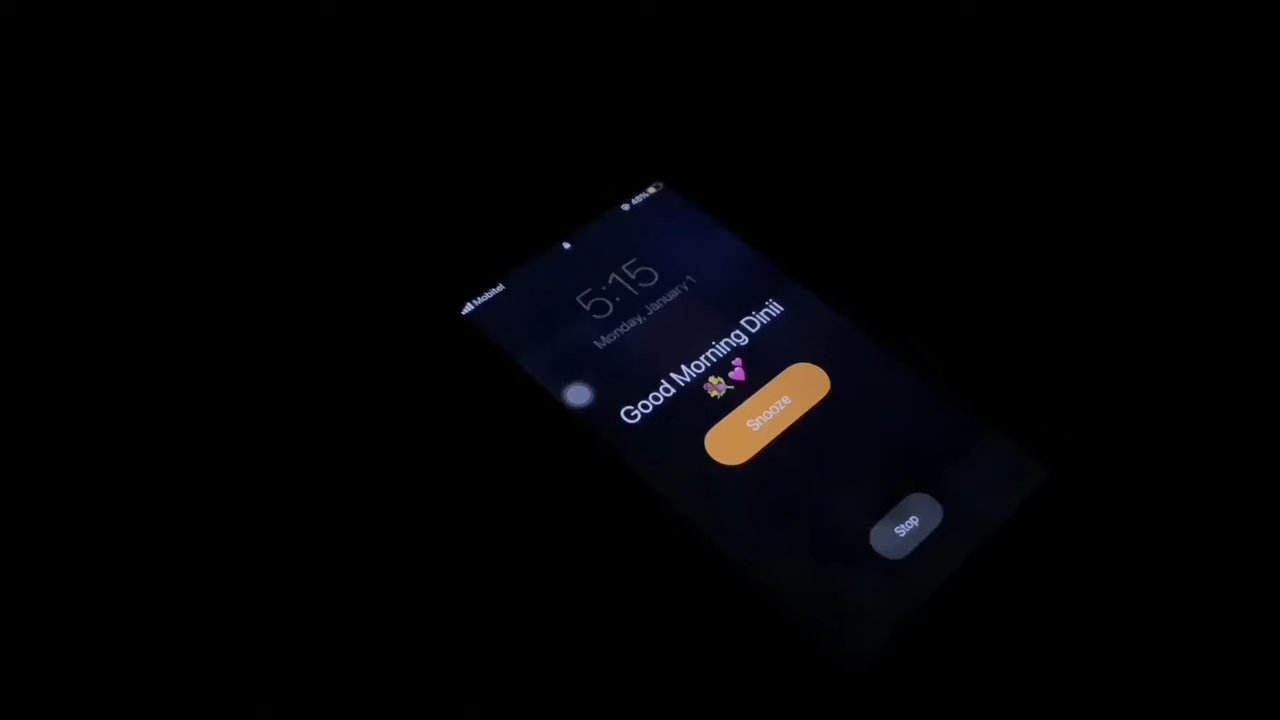 Mobitel
48%
5:15
Monday, January 1
Good Morning Dinii
💐💕
Snooze
Stop